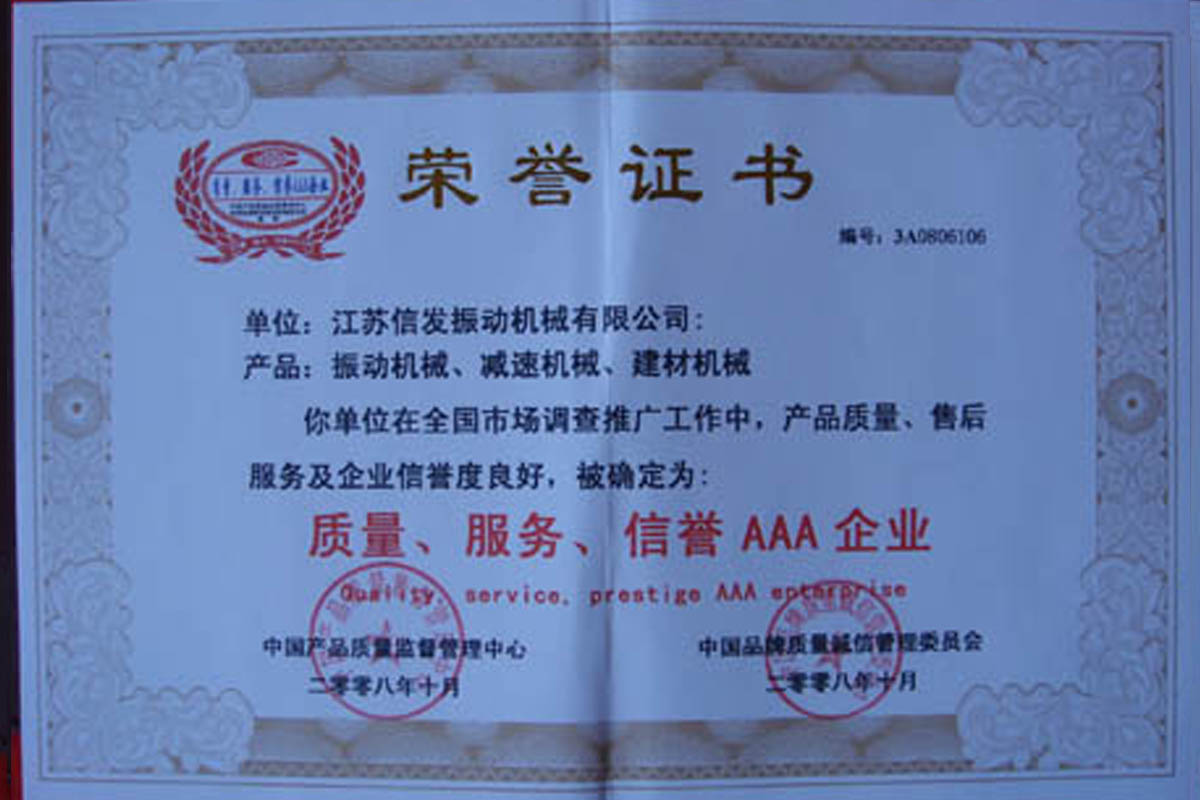 荣誉证书
编号：3A0806106
单位：江苏信发振动机械有限公司：
产品：振动机械、减速机械、建材机械
你单位在全国市场调查推广工作中，产品质量、售后
服务及企业信誉度良好，被确定为：
质量、服务、信誉AAA企业
Quality, service, prestige AAA enterprise
中国产品质量监督管理中心
二零零八年十月
中国品牌质量誠信管理委员会
二零零八年十月